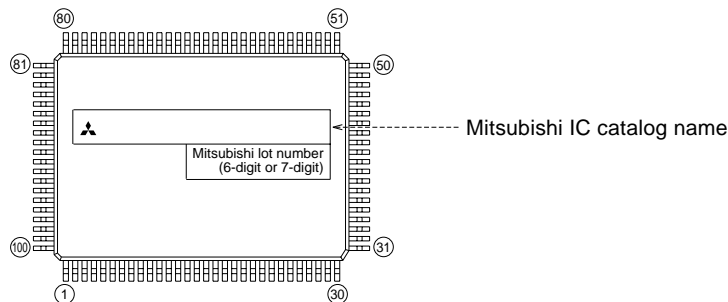 80 51
81 50
Mitsubishi IC catalog name
Mitsubishi lot number
(6-digit or 7-digit)
100 31
1 30